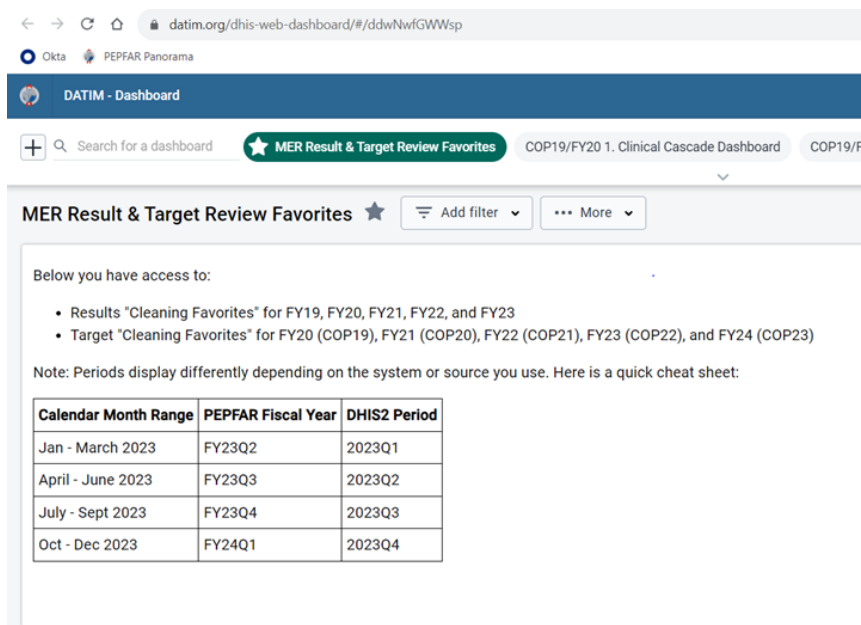 datim.org/dhis-web-dashboard/#/ddwNwfGWWsp
Okta PEPFAR Panorama
DATIM - Dashboard
Search for a dashboard MER Result & Target Review Favorites COP19/FY20 1. Clinical Cascade Dashboard COP19/F
MER Result & Target Review Favorites Add filter More
Below you have access to:
• Results "Cleaning Favorites" for FY19, FY20, FY21, FY22, and FY23
• Target "Cleaning Favorites" for FY20 (COP19), FY21 (COP20), FY22 (COP21), FY23 (COP22), and FY24 (COP23)
Note: Periods display differently depending on the system or source you use. Here is a quick cheat sheet:
Calendar Month Range PEPFAR Fiscal Year DHIS2 Period
Jan - March 2023 FY23Q2 2023Q1
April - June 2023 FY23Q3 2023Q2
July - Sept 2023 FY23Q4 2023Q3
Oct - Dec 2023 FY24Q1 2023Q4